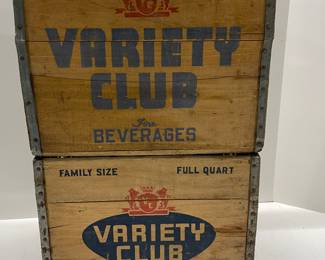 VARIETY
CLUB
Fine
BEVERAGES
FAMILY SIZE FULL QUART
VARIETY
CLUB